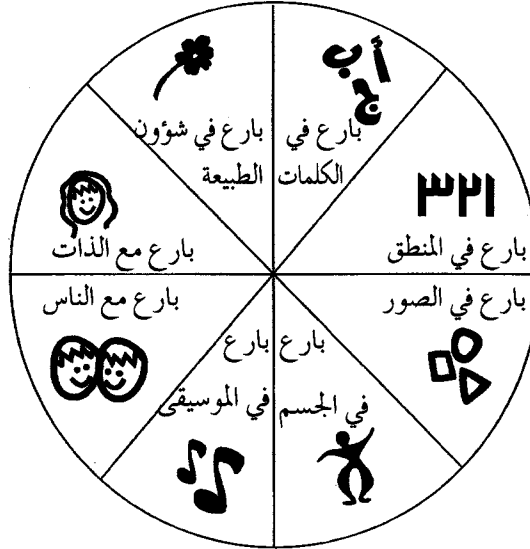 أ ب ج
بارع في
الكلمات
٣٢١
بارع في المنطق
بارع في الصور
بارع
في الجسم
بارع
في الموسيقى
بارع مع الناس
بارع مع الذات
بارع في شؤون
الطبيعة